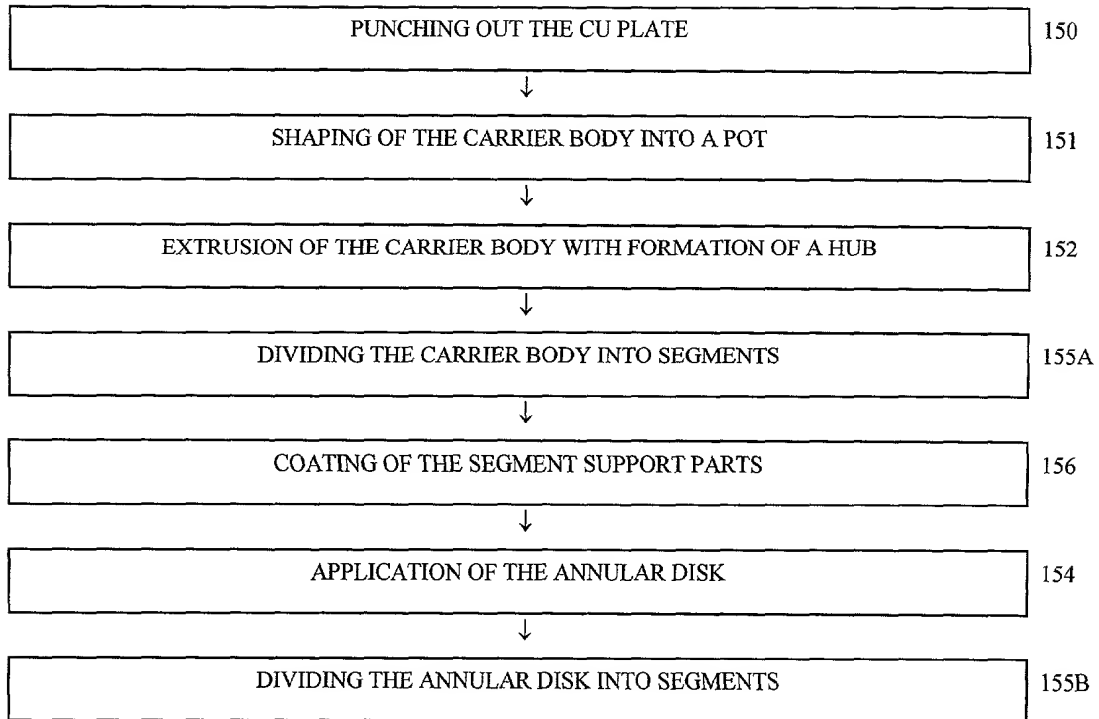 PUNCHING OUT THE CU PLATE 150
↓
SHAPING OF THE CARRIER BODY INTO A POT 151
↓
EXTRUSION OF THE CARRIER BODY WITH FORMATION OF A HUB 152
↓
DIVIDING THE CARRIER BODY INTO SEGMENTS 155A
↓
COATING OF THE SEGMENT SUPPORT PARTS 156
↓
APPLICATION OF THE ANNULAR DISK 154
↓
DIVIDING THE ANNULAR DISK INTO SEGMENTS 155B